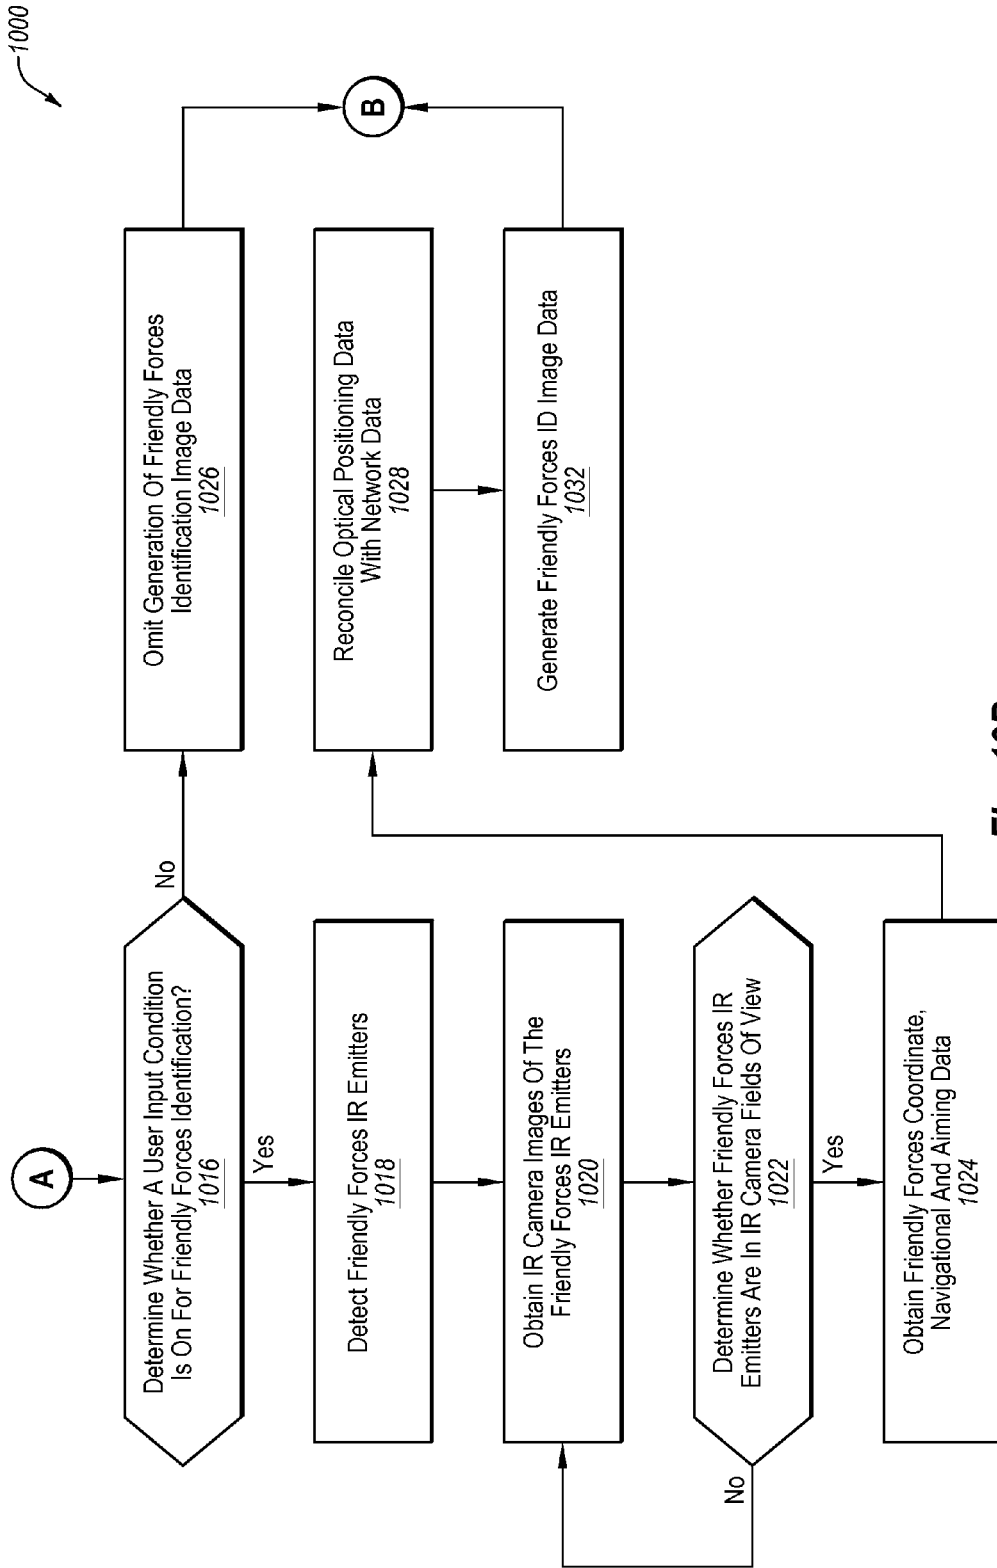 1000
A
Determine Whether A User Input Condition
Is On For Friendly Forces Identification?
1016
No
Yes
Detect Friendly Forces IR Emitters
1018
Obtain IR Camera Images Of The
Friendly Forces IR Emitters
1020
Determine Whether Friendly Forces IR
Emitters Are In IR Camera Fields Of View
1022
No
Yes
Obtain Friendly Forces Coordinate,
Navigational And Aiming Data
1024
Omit Generation Of Friendly Forces
Identification Image Data
1026
Reconcile Optical Positioning Data
With Network Data
1028
Generate Friendly Forces ID Image Data
1032
B